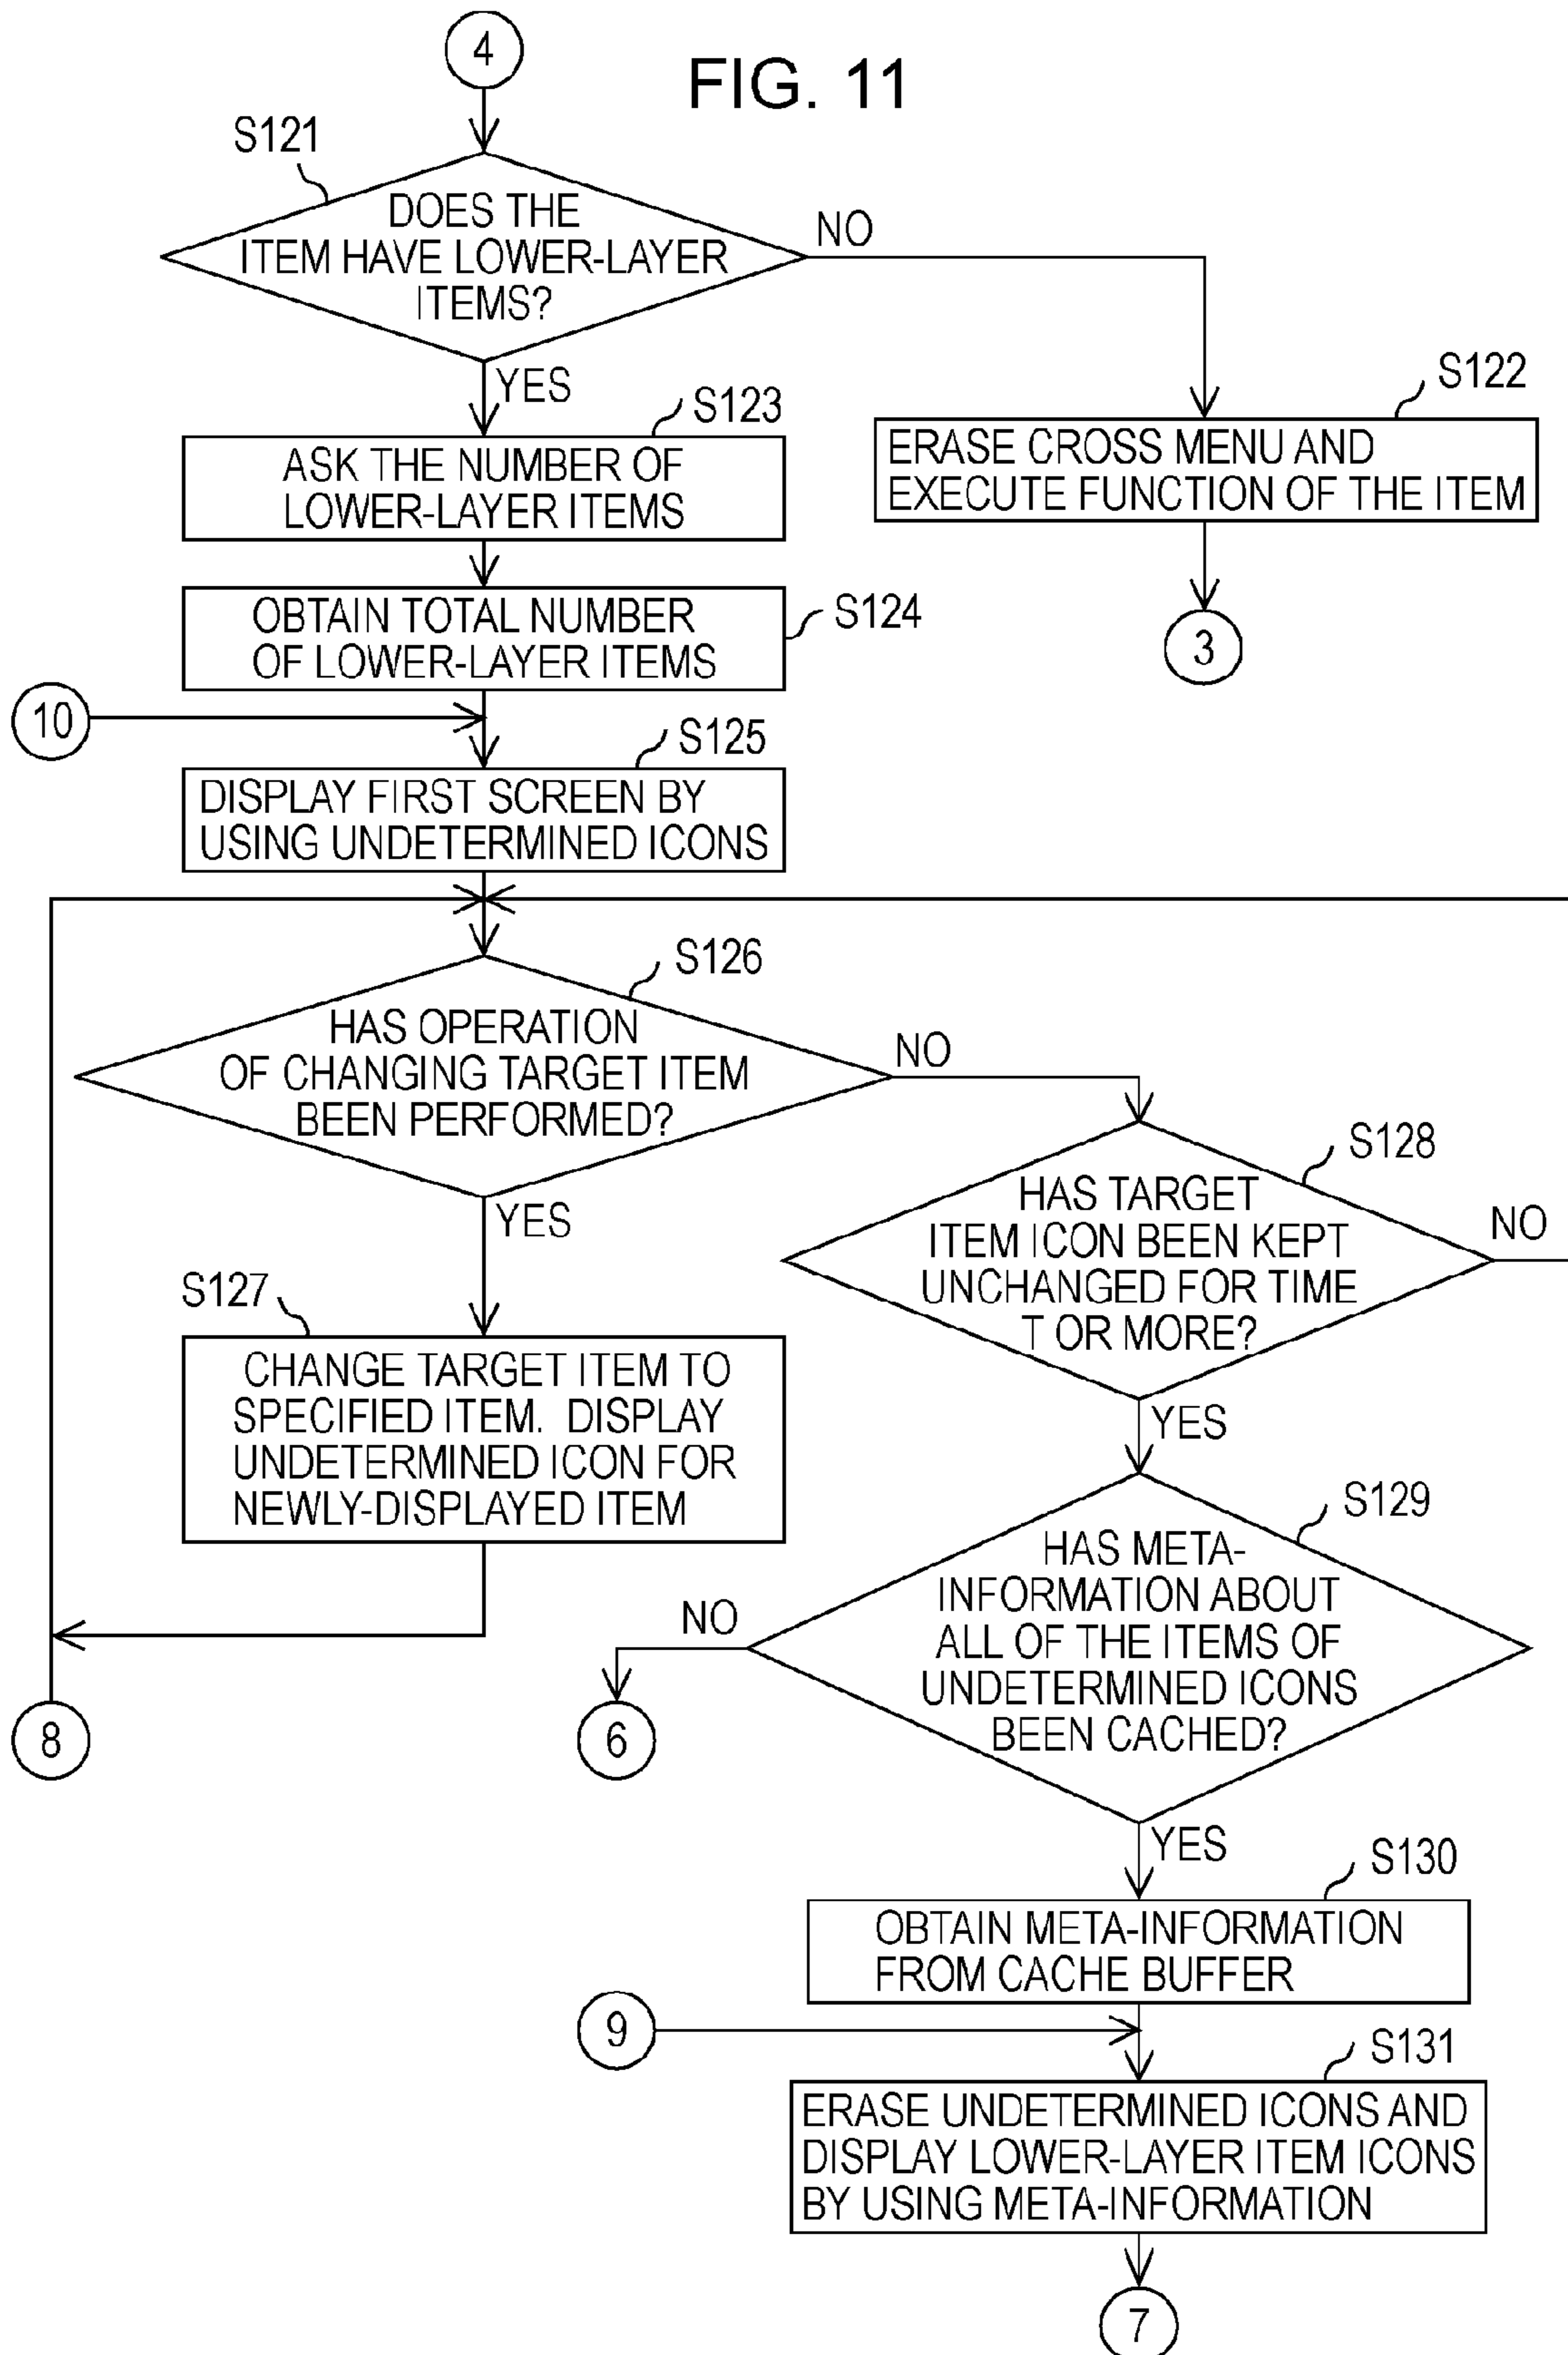 4
FIG. 11
S121
DOES THE
ITEM HAVE LOWER-LAYER
ITEMS?
NO
YES
S122
ERASE CROSS MENU AND
EXECUTE FUNCTION OF THE ITEM
3
S123
ASK THE NUMBER OF
LOWER-LAYER ITEMS
S124
OBTAIN TOTAL NUMBER
OF LOWER-LAYER ITEMS
10
S125
DISPLAY FIRST SCREEN BY
USING UNDETERMINED ICONS
S126
HAS OPERATION
OF CHANGING TARGET ITEM
BEEN PERFORMED?
NO
YES
S127
CHANGE TARGET ITEM TO
SPECIFIED ITEM. DISPLAY
UNDETERMINED ICON FOR
NEWLY-DISPLAYED ITEM
8
S128
HAS TARGET
ITEM ICON BEEN KEPT
UNCHANGED FOR TIME
T OR MORE?
NO
YES
S129
HAS META-
INFORMATION ABOUT
ALL OF THE ITEMS OF
UNDETERMINED ICONS
BEEN CACHED?
NO
6
YES
S130
OBTAIN META-INFORMATION
FROM CACHE BUFFER
9
S131
ERASE UNDETERMINED ICONS AND
DISPLAY LOWER-LAYER ITEM ICONS
BY USING META-INFORMATION
7